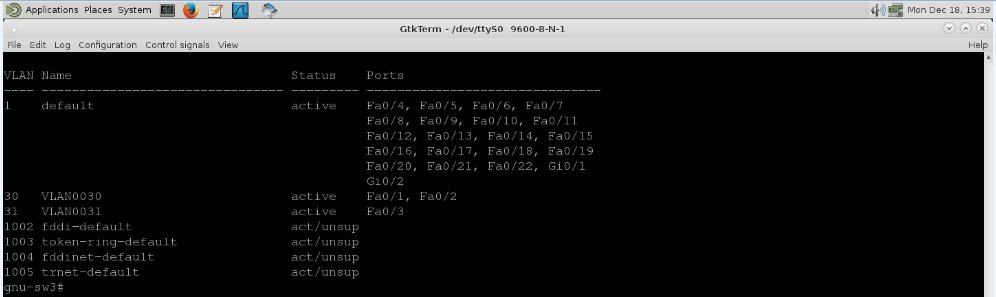 Applications Places System Mon Dec 18, 15:39
GtkTerm - /dev/ttyS0 9600-8-N-1
File Edit Log Configuration Control signals View Help
VLAN Name                             Status    Ports
---- -------------------------------- --------- -------------------------------
1    default                          active    Fa0/4, Fa0/5, Fa0/6, Fa0/7
                                                Fa0/8, Fa0/9, Fa0/10, Fa0/11
                                                Fa0/12, Fa0/13, Fa0/14, Fa0/15
                                                Fa0/16, Fa0/17, Fa0/18, Fa0/19
                                                Fa0/20, Fa0/21, Fa0/22, Gi0/1
                                                Gi0/2
30   VLAN0030                         active    Fa0/1, Fa0/2
31   VLAN0031                         active    Fa0/3
1002 fddi-default                     act/unsup
1003 token-ring-default               act/unsup
1004 fddinet-default                  act/unsup
1005 trnet-default                    act/unsup
gnu-sw3#